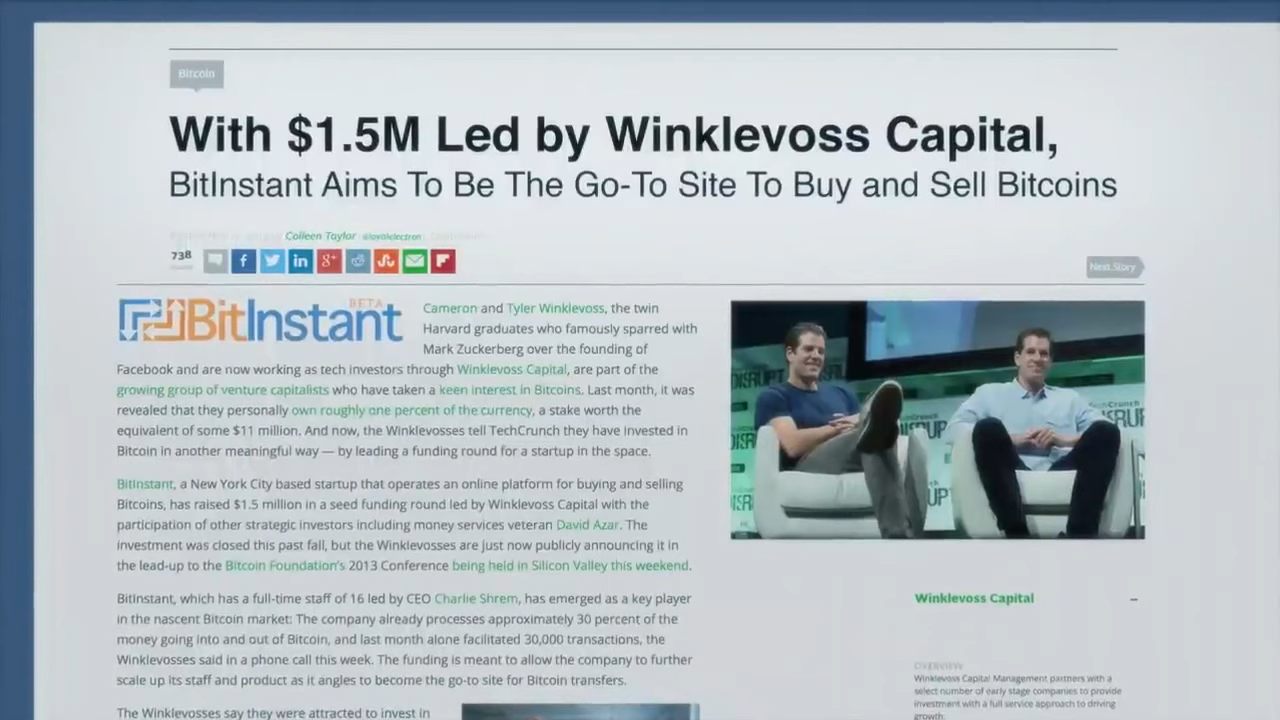 Bitcoin
With $1.5M Led by Winklevoss Capital,
BitInstant Aims To Be The Go-To Site To Buy and Sell Bitcoins
Colleen Taylor
738
Next Story
BitInstant BETA
Cameron and Tyler Winklevoss, the twin
Harvard graduates who famously sparred with
Mark Zuckerberg over the founding of
Facebook and are now working as tech investors through Winklevoss Capital, are part of the
growing group of venture capitalists who have taken a keen interest in Bitcoins. Last month, it was
revealed that they personally own roughly one percent of the currency, a stake worth the
equivalent of some $11 million. And now, the Winklevosses tell TechCrunch they have invested in
Bitcoin in another meaningful way — by leading a funding round for a startup in the space.
BitInstant, a New York City based startup that operates an online platform for buying and selling
Bitcoins, has raised $1.5 million in a seed funding round led by Winklevoss Capital with the
participation of other strategic investors including money services veteran David Azar. The
investment was closed this past fall, but the Winklevosses are just now publicly announcing it in
the lead-up to the Bitcoin Foundation's 2013 Conference being held in Silicon Valley this weekend.
BitInstant, which has a full-time staff of 16 led by CEO Charlie Shrem, has emerged as a key player
in the nascent Bitcoin market: The company already processes approximately 30 percent of the
money going into and out of Bitcoin, and last month alone facilitated 30,000 transactions, the
Winklevosses said in a phone call this week. The funding is meant to allow the company to further
scale up its staff and product as it angles to become the go-to site for Bitcoin transfers.
The Winklevosses say they were attracted to invest in
Winklevoss Capital
OVERVIEW
Winklevoss Capital Management partners with a
select number of early stage companies to provide
investment with a full service approach to driving
growth.